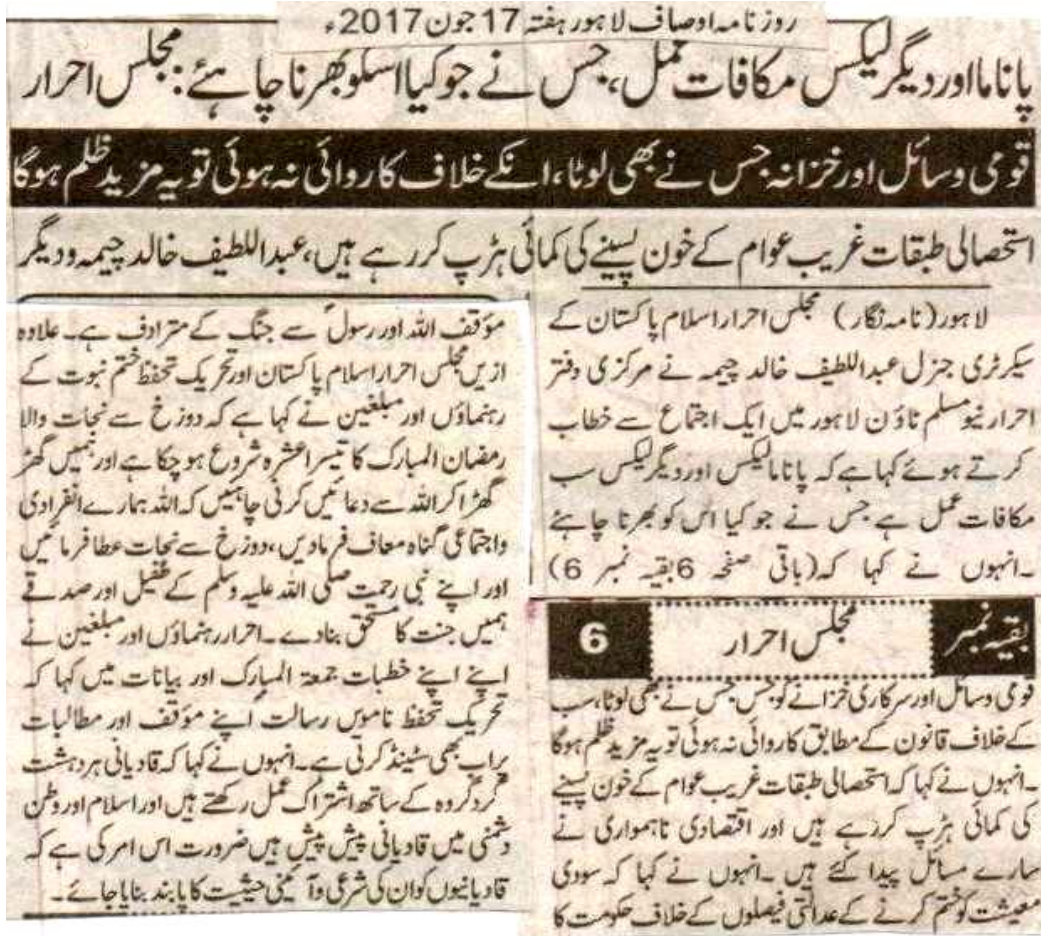 روزنامہ اوصاف لاہور ہفتہ 17 جون 2017ء
پاناما اور دیگر لیکس مکافات عمل، جس نے جو کیا اسکو بھرنا چاہئے: مجلس احرار
قومی وسائل اور خزانہ جس نے بھی لوٹا، انکے خلاف کاروائی نہ ہوئی تو یہ مزید ظلم ہوگا
استحصالی طبقات غریب عوام کے خون پسینے کی کمائی ہڑپ کر رہے ہیں، عبداللطیف خالد چیمہ ودیگر
لاہور (نامہ نگار) مجلس احرار اسلام پاکستان کے
سیکرٹری جنرل عبداللطیف خالد چیمہ نے مرکزی دفتر
احرار نیو مسلم ٹاؤن لاہور میں ایک اجتماع سے خطاب
کرتے ہوئے کہا ہے کہ پانامالیکس اور دیگر لیکس سب
مکافات عمل ہے جس نے جو کیا اس کو بھرنا چاہئے
۔انہوں نے کہا کہ (باقی صفحہ 6 بقیہ نمبر 6)
بقیہ نمبر مجلس احرار 6
قومی وسائل اور سرکاری خزانے کو جس جس نے بھی لوٹا، سب
کے خلاف قانون کے مطابق کاروائی نہ ہوئی تو یہ مزید ظلم ہوگا
۔انہوں نے کہا کہ استحصالی طبقات غریب عوام کے خون پسینے
کی کمائی ہڑپ کر رہے ہیں اور اقتصادی ناہمواری نے
سارے مسائل پیدا کئے ہیں ۔انہوں نے کہا کہ سودی
معیشت کو ختم کرنے کے عدالتی فیصلوں کے خلاف حکومت کا
مؤقف اللہ اور رسولؐ سے جنگ کے مترادف ہے۔ علاوہ
ازیں مجلس احرار اسلام پاکستان اور تحریک تحفظ ختم نبوت کے
رہنماؤں اور مبلغین نے کہا ہے کہ دوزخ سے نجات والا
رمضان المبارک کا تیسرا عشرہ شروع ہو چکا ہے اور ہمیں گھڑ
گھڑا کر اللہ سے دعائیں کرنی چاہئیں کہ اللہ ہمارے انفرادی
واجتماعی گناہ معاف فرمادیں، دوزخ سے نجات عطا فرمائیں
اور اپنے نبی رحمت صلی اللہ علیہ وسلم کے طفیل اور صدقے
ہمیں جنت کا مستحق بنادے۔احرار رہنماؤں اور مبلغین نے
اپنے اپنے خطبات جمعۃ المبارک اور بیانات میں کہا کہ
تحریک تحفظ ناموس رسالت اپنے مؤقف اور مطالبات
پر اب بھی سٹینڈ کرتی ہے۔انہوں نے کہا کہ قادیانی ہر دہشت
گرد گروہ کے ساتھ اشتراک عمل رکھتے ہیں اور اسلام اور وطن
دشمنی میں قادیانی پیش پیش ہیں ضرورت اس امر کی ہے کہ
قادیانیوں کو ان کی شرعی وآئینی حیثیت کا پابند بنایا جائے۔